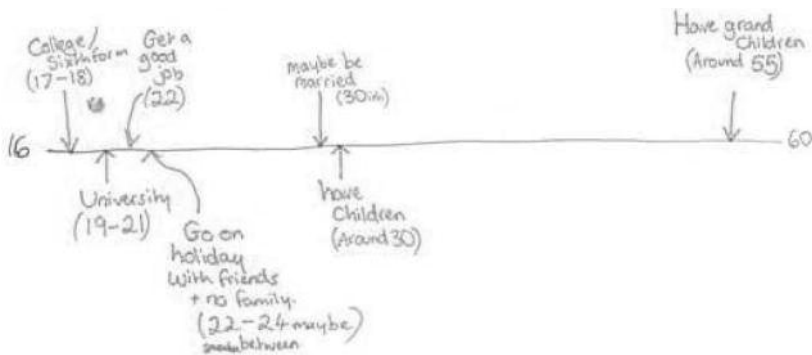 College/
Sixthform
(17-18)
Get a
good
job
(22)
maybe be
married
(30ish)
Have grand
Children
(Around 55)
16
60
University
(19-21)
Go on
holiday
With friends
+ no family.
(22-24 maybe)
between
have
Children
(Around 30)